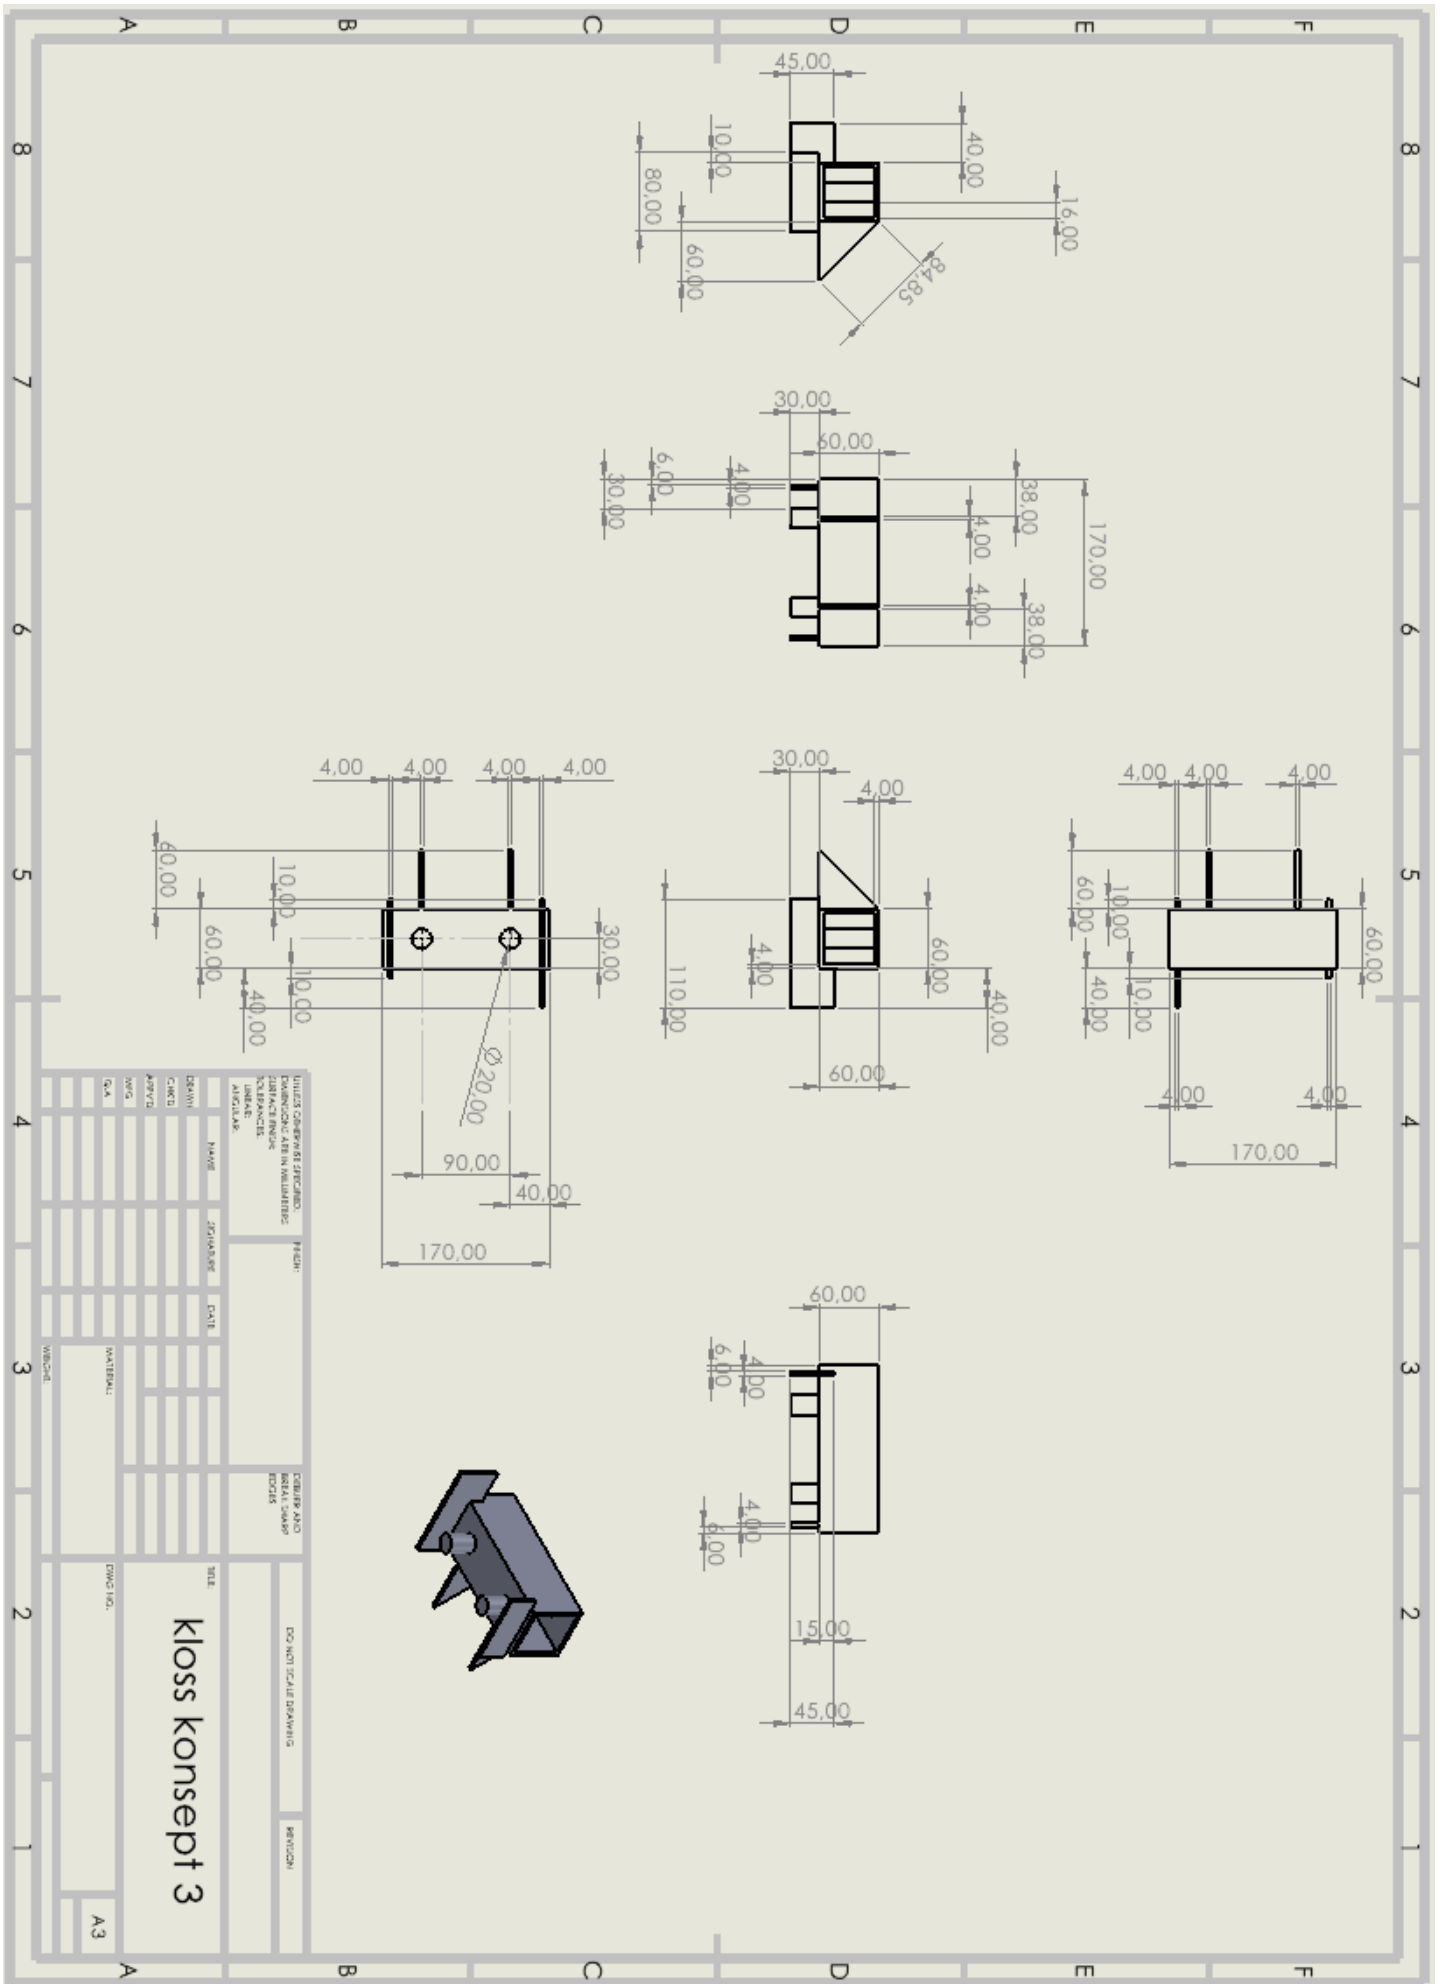 A
B
C
D
E
F
8
8
45,00
10,00
80,00
60,00
40,00
16,00
84,85
7
7
30,00
60,00
6,00
30,00
4,00
38,00
4,00
170,00
4,00
38,00
6
6
4,00
4,00
4,00
4,00
60,00
10,00
60,00
10,00
40,00
30,00
Ø20,00
90,00
40,00
170,00
30,00
4,00
4,00
110,00
60,00
40,00
60,00
4,00
4,00
4,00
60,00
10,00
60,00
40,00
10,00
4,00
4,00
170,00
5
5
4
4
60,00
6,00
4,00
4,00
6,00
15,00
45,00
3
3
2
2
1
1
UNLESS OTHERWISE SPECIFIED:
DIMENSIONS ARE IN MILLIMETERS
SURFACE FINISH:
TOLERANCES:
LINEAR:
ANGULAR:
FINISH:
DEBURR AND
BREAK SHARP
EDGES
DO NOT SCALE DRAWING
REVISION
NAME
SIGNATURE
DATE
DRAWN
CHK'D
APPV'D
MFG
Q.A
MATERIAL:
WEIGHT:
TITLE:
kloss konsept 3
DWG NO.
A3
A
B
C
D
E
F